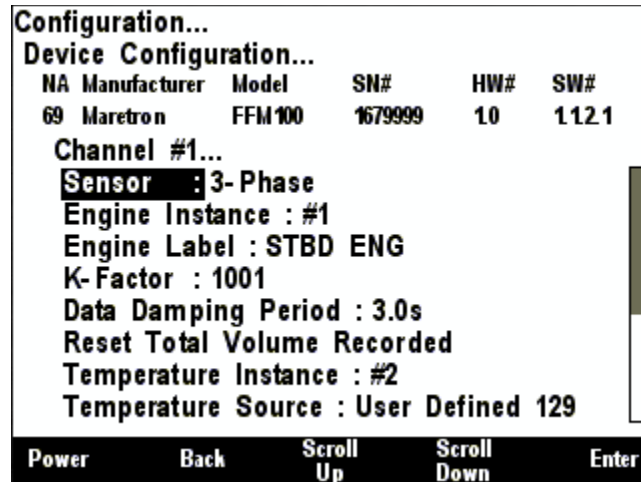 Configuration...
Device Configuration...
NA Manufacturer Model SN# HW# SW#
69 Maretron FFM100 1679999 1.0 1.1.2.1
Channel #1...
Sensor : 3-Phase
Engine Instance : #1
Engine Label : STBD ENG
K-Factor : 1001
Data Damping Period : 3.0s
Reset Total Volume Recorded
Temperature Instance : #2
Temperature Source : User Defined 129
Power Back Scroll Up Scroll Down Enter